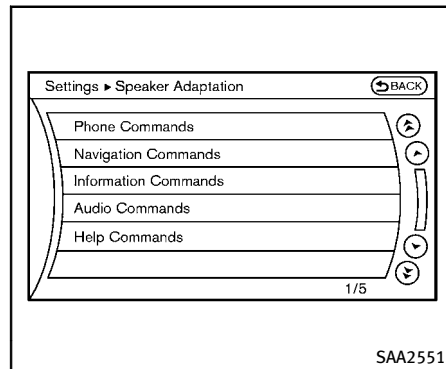 Settings ▸ Speaker Adaptation
BACK
Phone Commands
Navigation Commands
Information Commands
Audio Commands
Help Commands
1/5
SAA2551